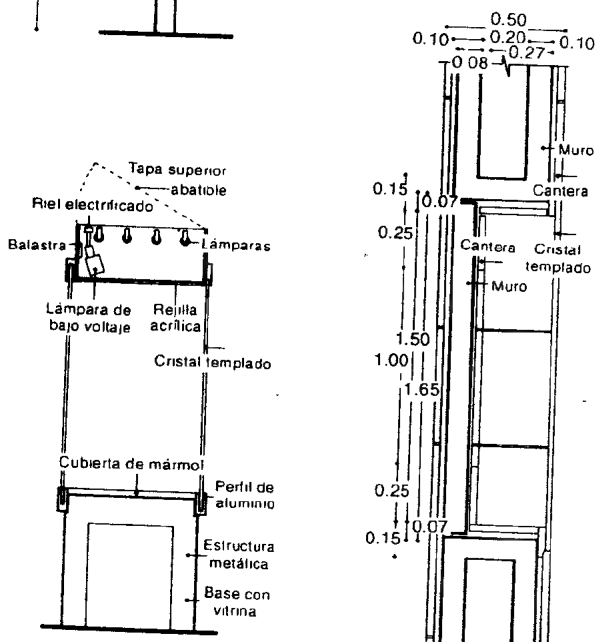 Tapa superior
abatible
Riel electrificado
Balastra
Lámparas
Lámpara de
bajo voltaje
Rejilla
acrílica
Cristal templado
Cubierta de mármol
Perfil de
aluminio
Estructura
metálica
Base con
vitrina
0.50
0.10
0.20
0.10
0.27
0.08
Muro
Cantera
0.15
0.07
0.25
Cantera
Cristal
templado
Muro
1.50
1.00
1.65
0.25
0.07
0.15